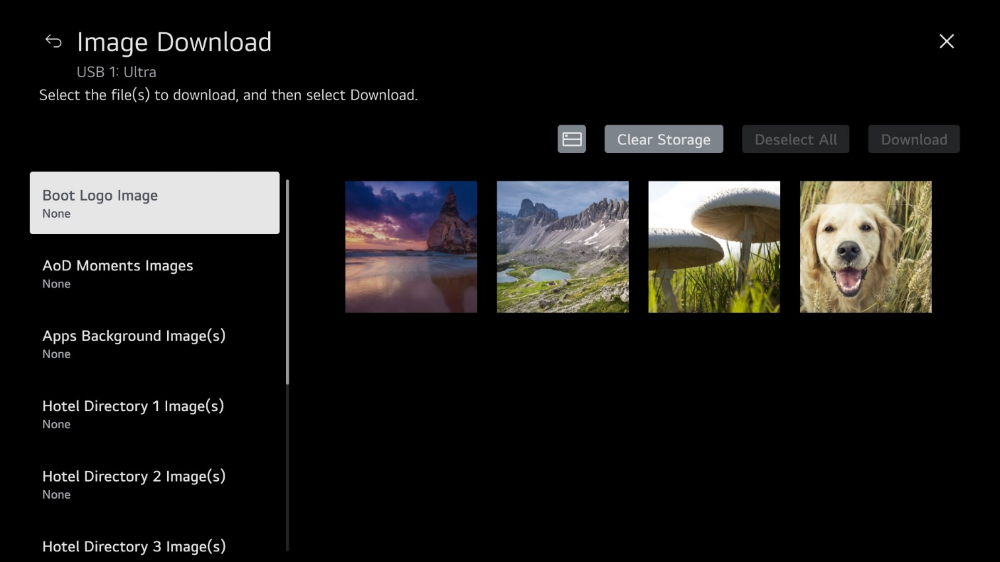 Image Download
USB 1: Ultra
Select the file(s) to download, and then select Download.
Clear Storage
Deselect All
Download
Boot Logo Image
None
AoD Moments Images
None
Apps Background Image(s)
None
Hotel Directory 1 Image(s)
None
Hotel Directory 2 Image(s)
None
Hotel Directory 3 Image(s)